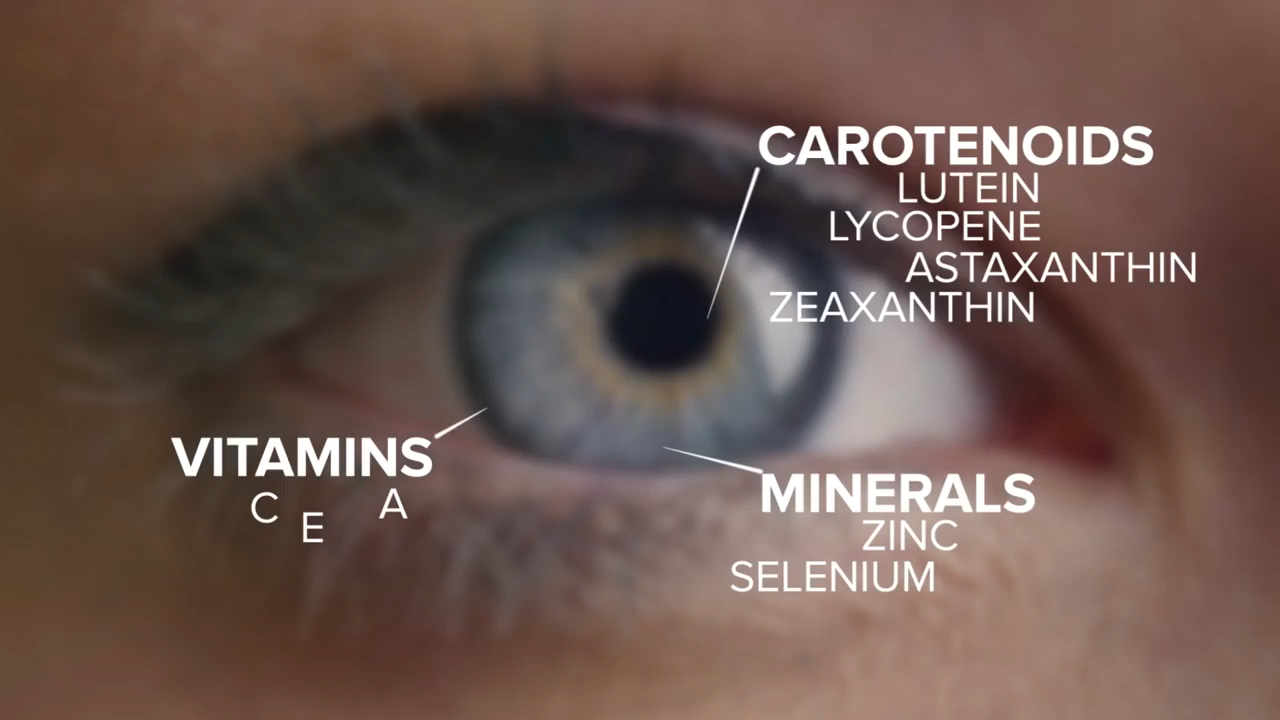 CAROTENOIDS
LUTEIN
LYCOPENE
ASTAXANTHIN
ZEAXANTHIN
VITAMINS
C E A
MINERALS
ZINC
SELENIUM